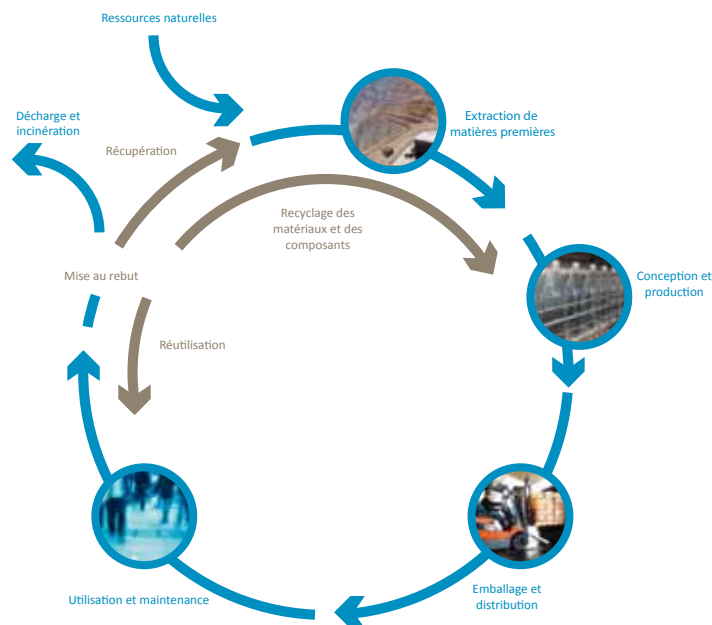 Ressources naturelles
Décharge et
incinération
Récupération
Extraction de
matières premières
Recyclage des
matériaux et des
composants
Mise au rebut
Conception et
production
Réutilisation
Utilisation et maintenance
Emballage et
distribution